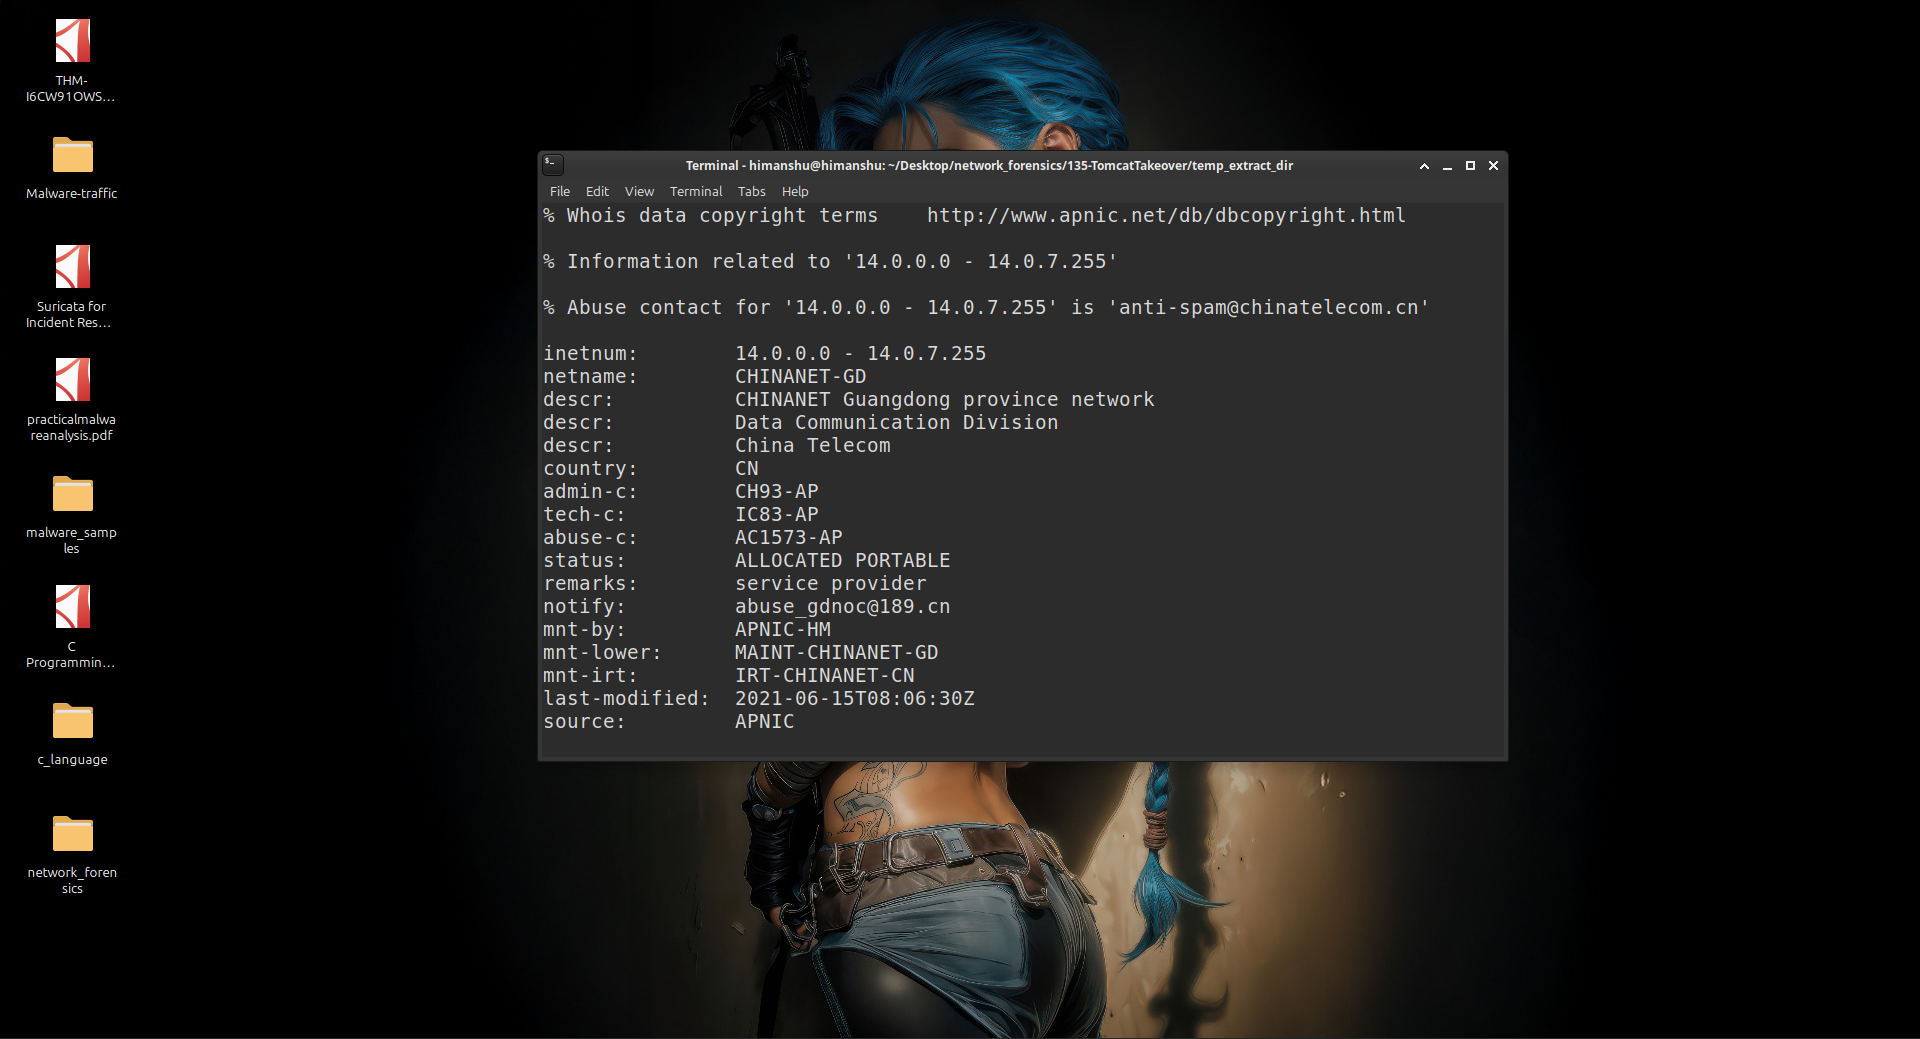 THM-
I6CW91OWS...
Malware-traffic
Suricata for
Incident Res...
practicalmalwa
reanalysis.pdf
malware_samp
les
C
Programmin...
c_language
network_foren
sics
Terminal - himanshu@himanshu: ~/Desktop/network_forensics/135-TomcatTakeover/temp_extract_dir
File Edit View Terminal Tabs Help
% Whois data copyright terms    http://www.apnic.net/db/dbcopyright.html
% Information related to '14.0.0.0 - 14.0.7.255'
% Abuse contact for '14.0.0.0 - 14.0.7.255' is 'anti-spam@chinatelecom.cn'
inetnum:        14.0.0.0 - 14.0.7.255
netname:        CHINANET-GD
descr:          CHINANET Guangdong province network
descr:          Data Communication Division
descr:          China Telecom
country:        CN
admin-c:        CH93-AP
tech-c:         IC83-AP
abuse-c:        AC1573-AP
status:         ALLOCATED PORTABLE
remarks:        service provider
notify:         abuse_gdnoc@189.cn
mnt-by:         APNIC-HM
mnt-lower:      MAINT-CHINANET-GD
mnt-irt:        IRT-CHINANET-CN
last-modified:  2021-06-15T08:06:30Z
source:         APNIC